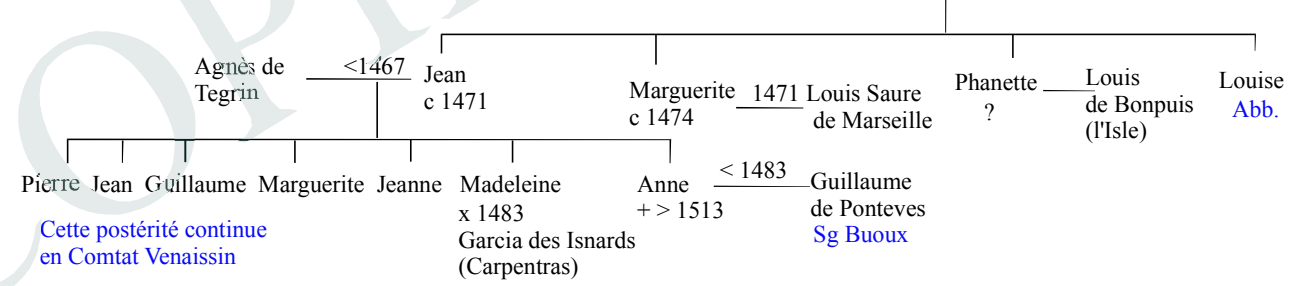 Agnès de
Tegrin
<1467
Jean
c 1471
Marguerite
c 1474
1471
Louis Saure
de Marseille
Phanette
?
Louis
de Bonpuis
(l'Isle)
Louise
Abb.
Pierre Jean Guillaume Marguerite Jeanne
Madeleine
x 1483
Garcia des Isnards
(Carpentras)
Anne
+ > 1513
< 1483
Guillaume
de Ponteves
Sg Buoux
Cette postérité continue
en Comtat Venaissin